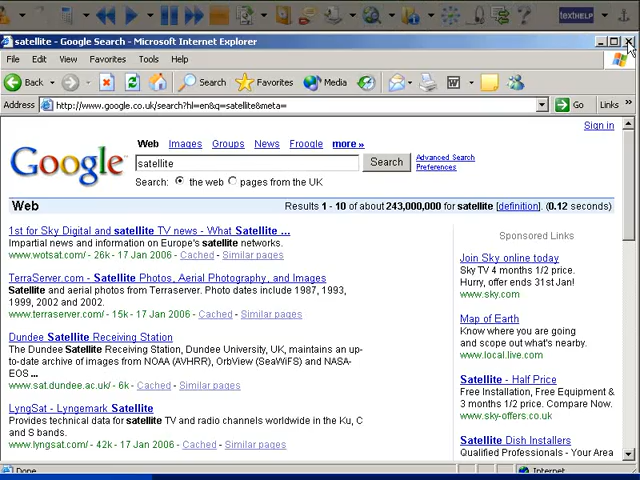 textHELP
satellite - Google Search - Microsoft Internet Explorer
File Edit View Favorites Tools Help
Back Search Favorites Media
Address http://www.google.co.uk/search?hl=en&q=satellite&meta= Go Links »
Sign in
Web Images Groups News Froogle more »
Google satellite Search Advanced Search
Preferences
Search: the web pages from the UK
Web Results 1 - 10 of about 243,000,000 for satellite [definition]. (0.12 seconds)
1st for Sky Digital and satellite TV news - What Satellite ...
Impartial news and information on Europe's satellite networks.
www.wotsat.com/ - 26k - 17 Jan 2006 - Cached - Similar pages
TerraServer.com - Satellite Photos, Aerial Photography, and Images
Satellite and aerial photos from Terraserver. Photo dates include 1987, 1993,
1999, 2002 and 2002.
www.terraserver.com/ - 15k - 17 Jan 2006 - Cached - Similar pages
Dundee Satellite Receiving Station
The Dundee Satellite Receiving Station, Dundee University, UK, maintains an up-
to-date archive of images from NOAA (AVHRR), OrbView (SeaWiFS) and NASA-
EOS ...
www.sat.dundee.ac.uk/ - 6k - Cached - Similar pages
LyngSat - Lyngemark Satellite
Provides technical data for satellite TV and radio channels worldwide in the Ku, C
and S bands.
www.lyngsat.com/ - 42k - 17 Jan 2006 - Cached - Similar pages
Sponsored Links
Join Sky online today
Sky TV 4 months 1/2 price.
Hurry, offer ends 31st Jan!
www.sky.com
Map of Earth
Know where you are going
and scope out what's nearby.
www.local.live.com
Satellite - Half Price
Free Installation, Free Equipment &
3 months 1/2 price. Compare Now.
www.sky-offers.co.uk
Satellite Dish Installers
Qualified Professionals - Your Area
Done Internet